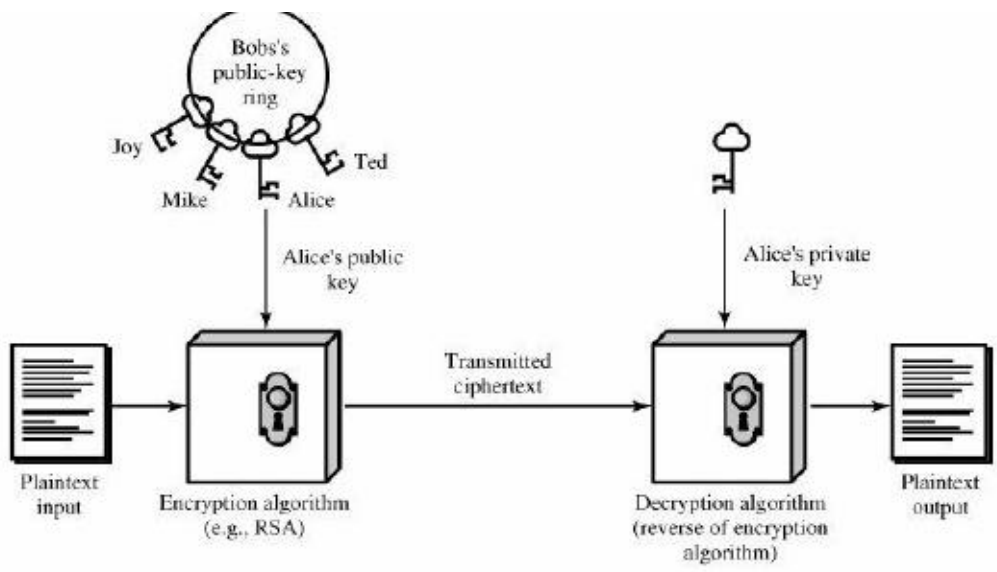 Bobs's
public-key
ring
Joy
Mike
Alice
Ted
Alice's public
key
Alice's private
key
Transmitted
ciphertext
Plaintext
input
Encryption algorithm
(e.g., RSA)
Decryption algorithm
(reverse of encryption
algorithm)
Plaintext
output